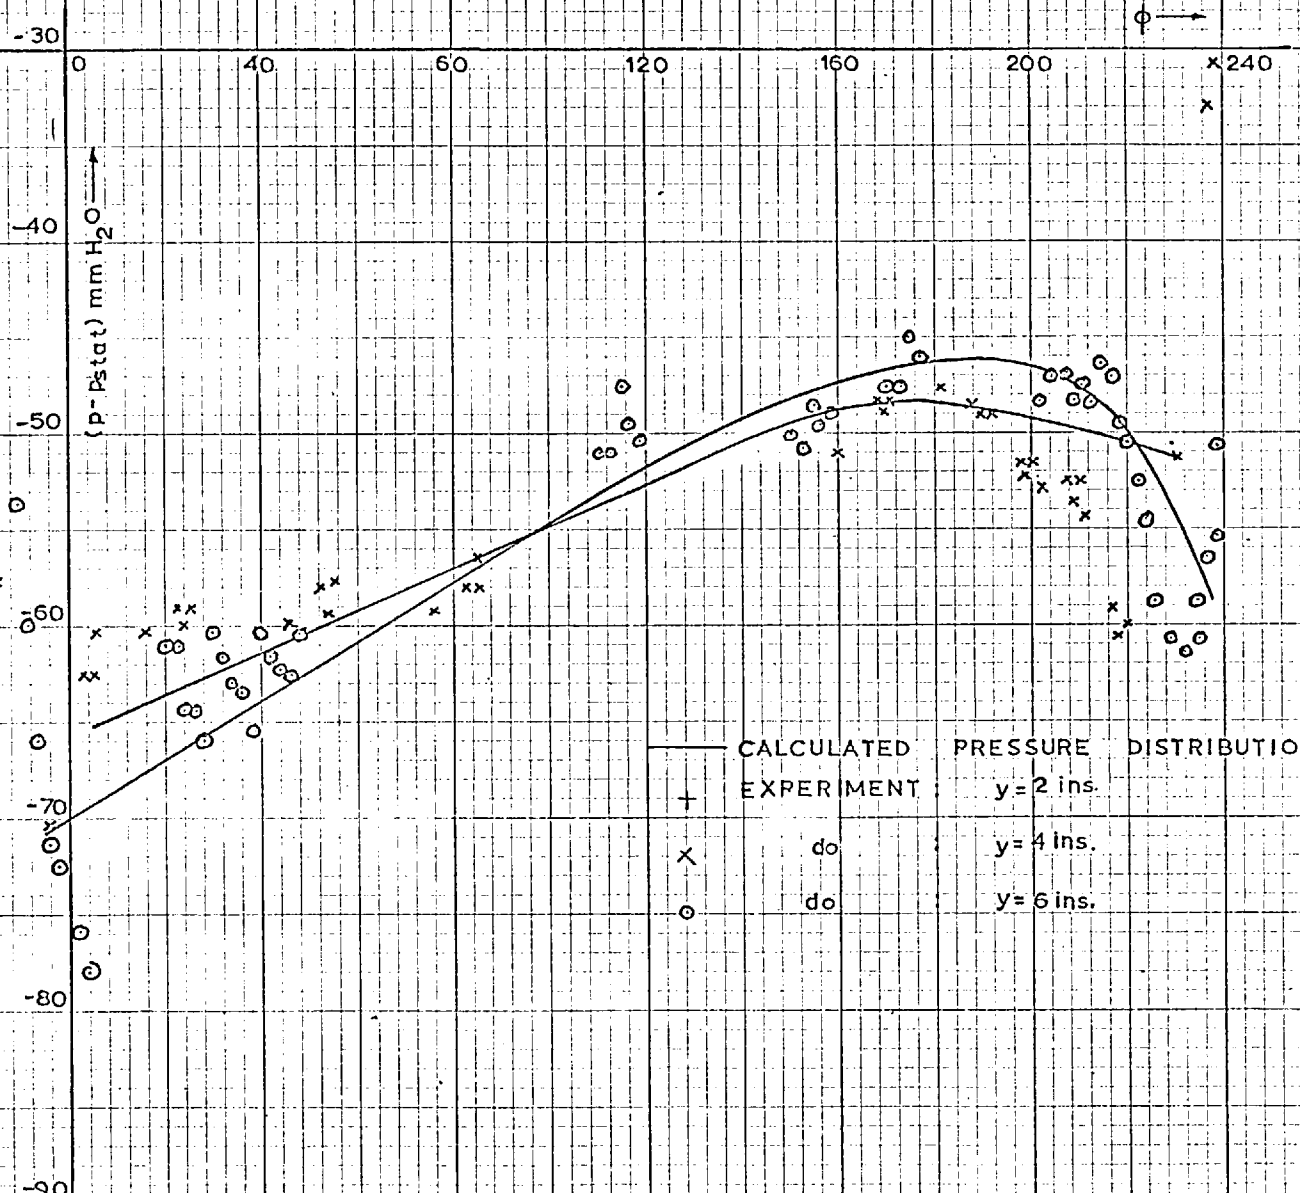 ϕ
-30
0 40 60 120 160 200 240
(p-Pstat) mm H2O
-40
-50
-60
-70
-80
-90
CALCULATED PRESSURE DISTRIBUTIO
+ EXPERIMENT : y=2 ins.
× do : y=4 ins.
⊙ do y=6 ins.